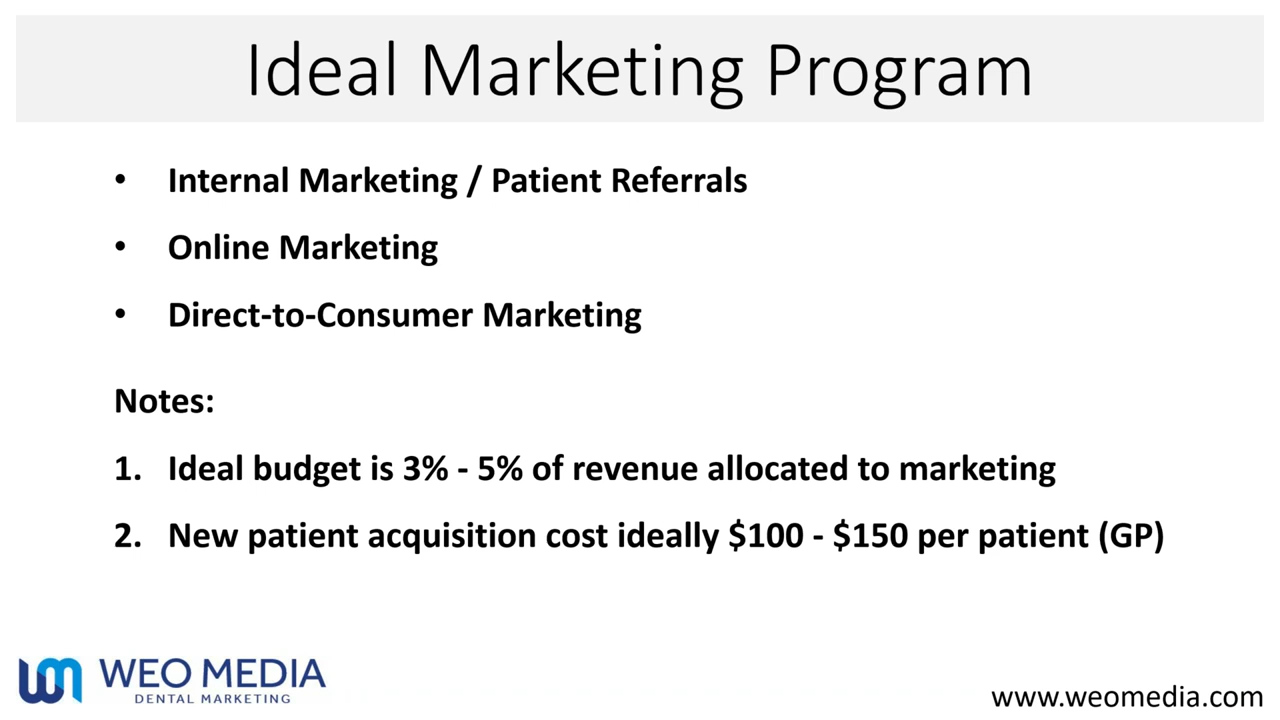 Ideal Marketing Program
• Internal Marketing / Patient Referrals
• Online Marketing
• Direct-to-Consumer Marketing
Notes:
1. Ideal budget is 3% - 5% of revenue allocated to marketing
2. New patient acquisition cost ideally $100 - $150 per patient (GP)
WEO MEDIA
DENTAL MARKETING
www.weomedia.com